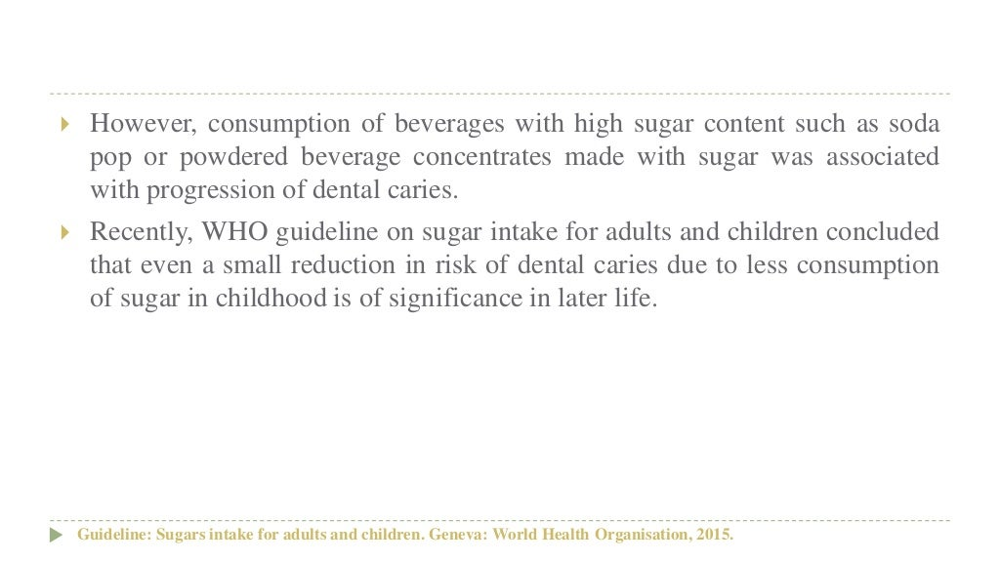 However, consumption of beverages with high sugar content such as soda
pop or powdered beverage concentrates made with sugar was associated
with progression of dental caries.
Recently, WHO guideline on sugar intake for adults and children concluded
that even a small reduction in risk of dental caries due to less consumption
of sugar in childhood is of significance in later life.
Guideline: Sugars intake for adults and children. Geneva: World Health Organisation, 2015.